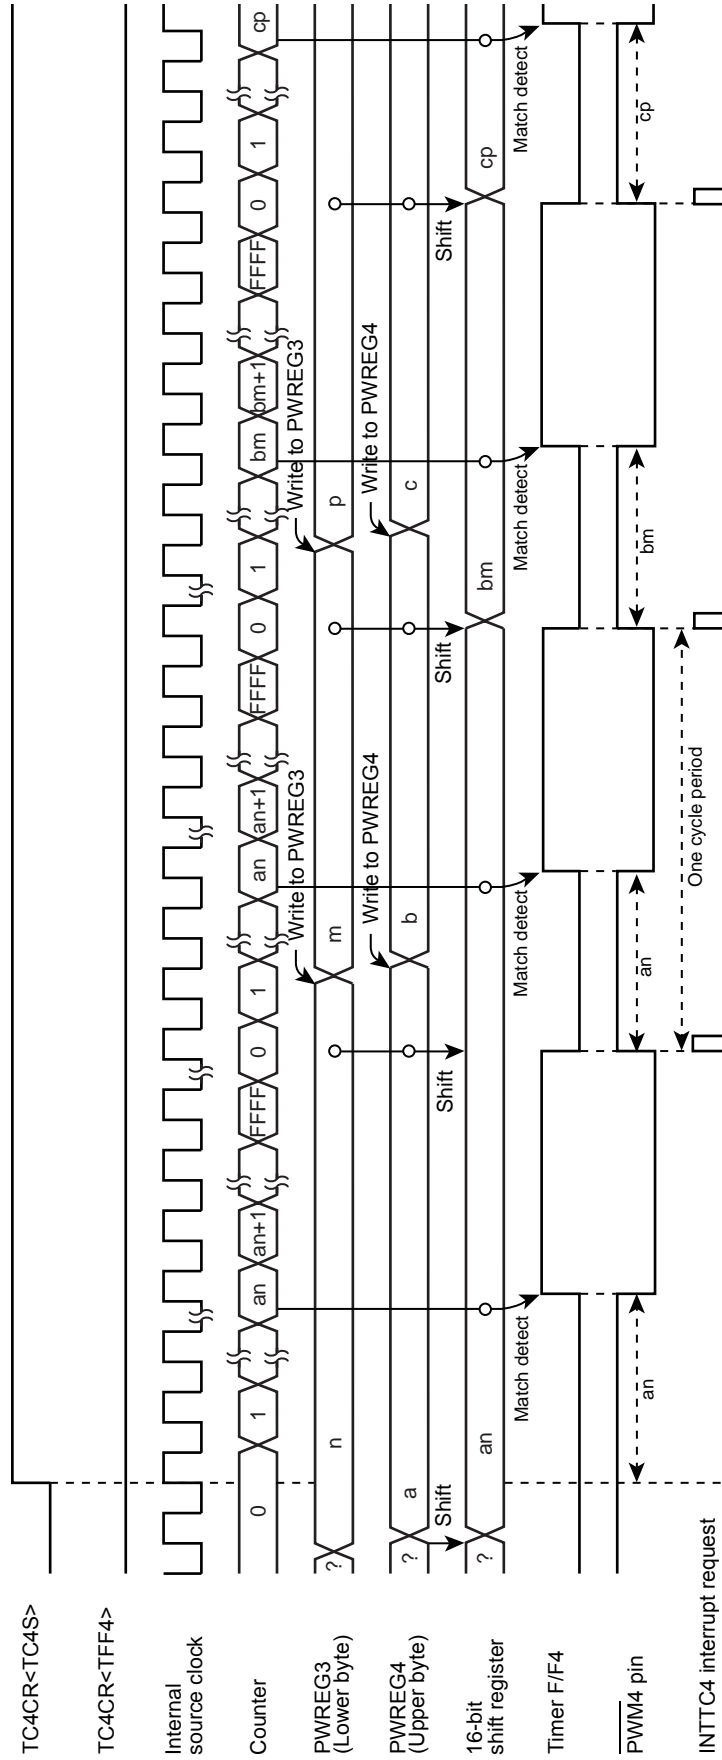 TC4CR<TC4S>
TC4CR<TFF4>
Internal
source clock
Counter
0 1 an an+1 FFFF 0 1 an an+1 FFFF 0 1 bm bm+1 FFFF 0 1 cp
Write to PWREG3
Write to PWREG3
PWREG3
(Lower byte)
? n m p
Write to PWREG4
Write to PWREG4
PWREG4
(Upper byte)
? a b c
Shift
Shift
Shift
Shift
16-bit
shift register
? an bm cp
Match detect
Match detect
Match detect
Match detect
Timer F/F4
PWM4 pin
an an bm cp
One cycle period
INTTC4 interrupt request